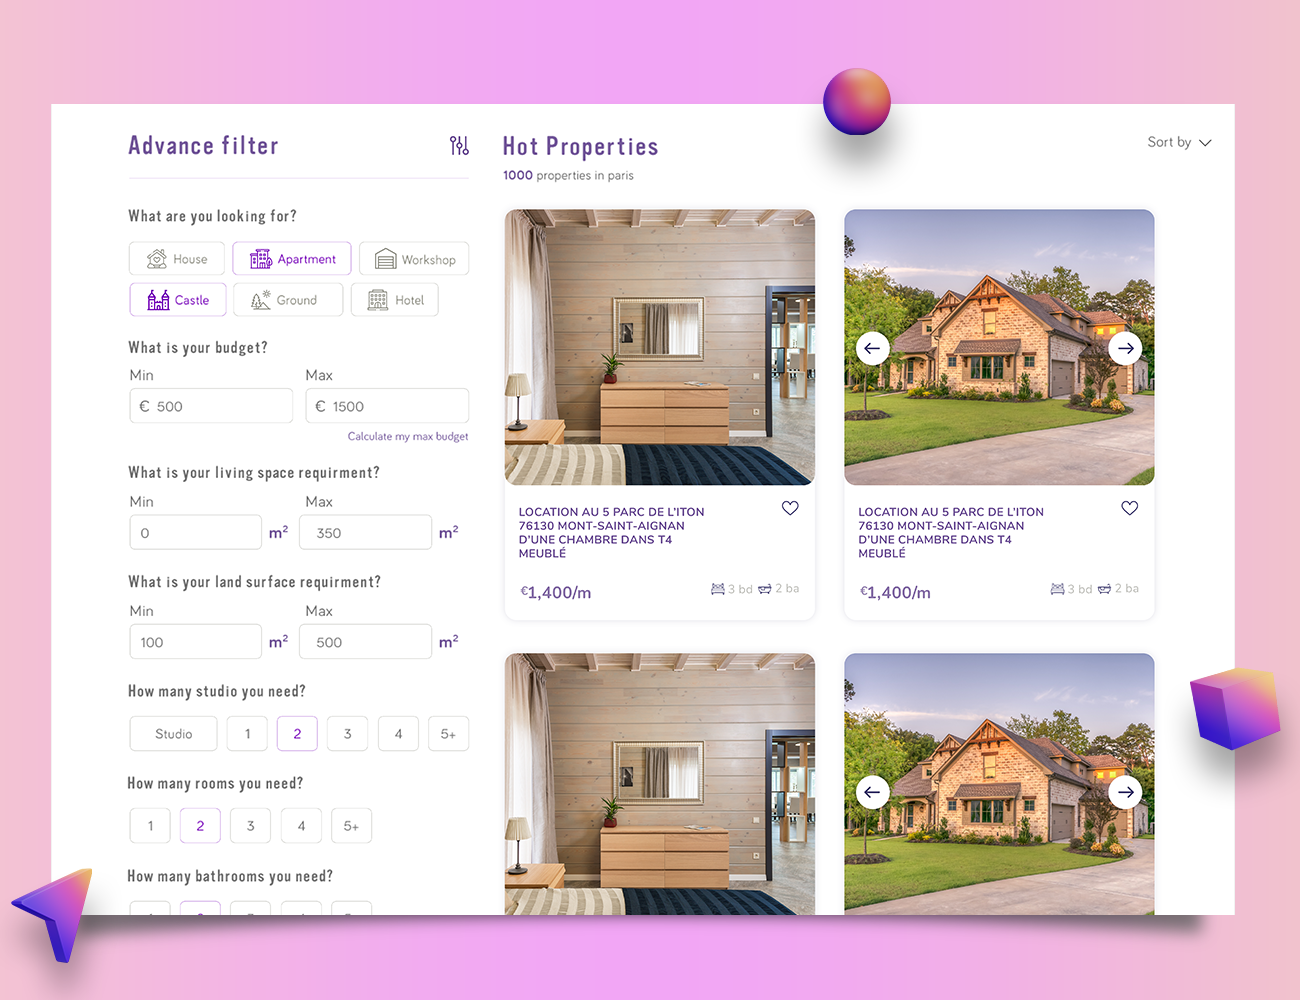 Advance filter
What are you looking for?
House
Apartment
Workshop
Castle
Ground
Hotel
What is your budget?
Min
Max
€ 500
€ 1500
Calculate my max budget
What is your living space requirment?
Min
Max
0
m²
350
m²
What is your land surface requirment?
Min
Max
100
m²
500
m²
How many studio you need?
Studio
1
2
3
4
5+
How many rooms you need?
1
2
3
4
5+
How many bathrooms you need?
Hot Properties
Sort by
1000 properties in paris
LOCATION AU 5 PARC DE L'ITON
76130 MONT-SAINT-AIGNAN
D'UNE CHAMBRE DANS T4
MEUBLÉ
€1,400/m
3 bd
2 ba
LOCATION AU 5 PARC DE L'ITON
76130 MONT-SAINT-AIGNAN
D'UNE CHAMBRE DANS T4
MEUBLÉ
€1,400/m
3 bd
2 ba